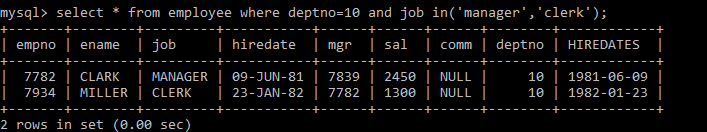 mysql> select * from employee where deptno=10 and job in('manager','clerk');
+-------+--------+---------+-----------+------+------+------+--------+------------+
| empno | ename  | job     | hiredate  | mgr  | sal  | comm | deptno | HIREDATES  |
+-------+--------+---------+-----------+------+------+------+--------+------------+
|  7782 | CLARK  | MANAGER | 09-JUN-81 | 7839 | 2450 | NULL |     10 | 1981-06-09 |
|  7934 | MILLER | CLERK   | 23-JAN-82 | 7782 | 1300 | NULL |     10 | 1982-01-23 |
+-------+--------+---------+-----------+------+------+------+--------+------------+
2 rows in set (0.00 sec)